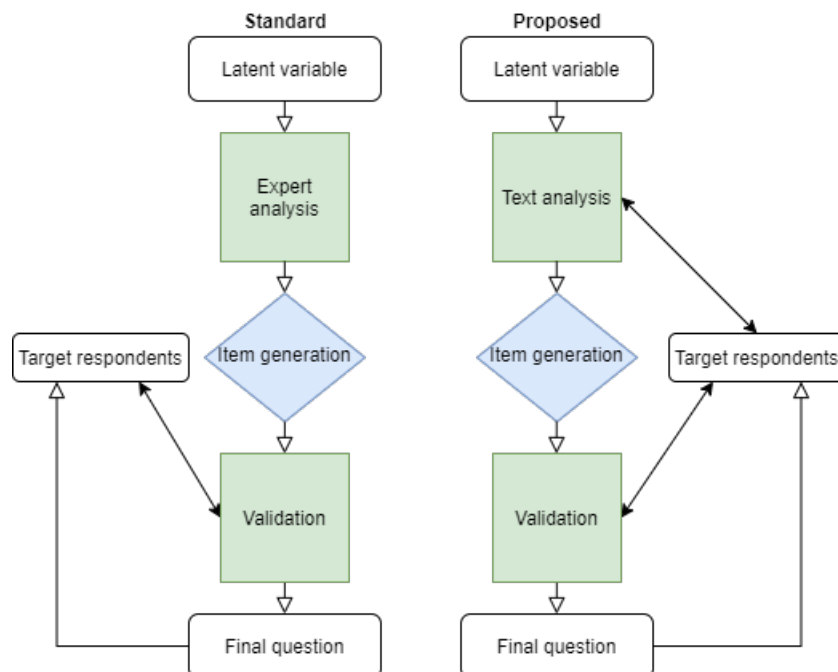 Standard
Proposed
Latent variable
Latent variable
Expert
analysis
Text analysis
Target respondents
Item generation
Item generation
Target respondents
Validation
Validation
Final question
Final question